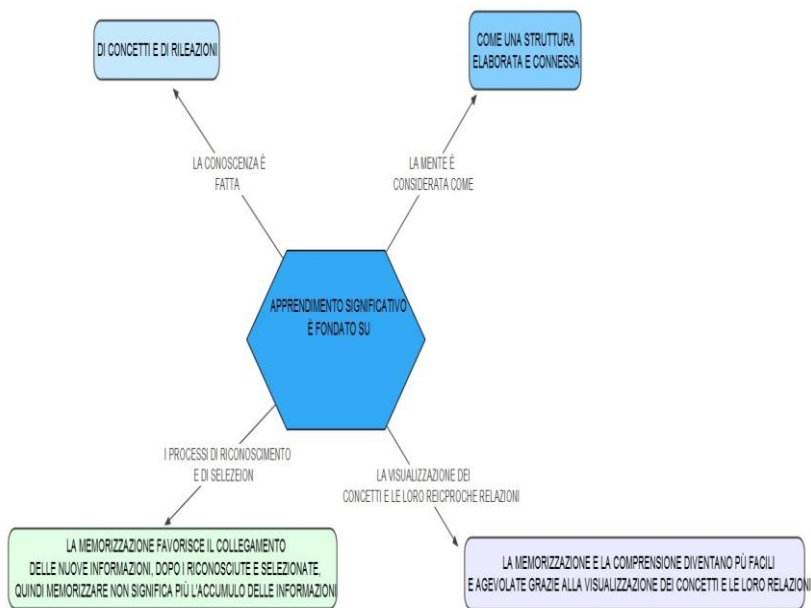 DI CONCETTI E DI RILEAZIONI
COME UNA STRUTTURA
ELABORATA E CONNESSA
LA CONOSCENZA È
FATTA
LA MENTE È
CONSIDERATA COME
APPRENDIMENTO SIGNIFICATIVO
È FONDATO SU
I PROCESSI DI RICONOSCIMENTO
E DI SELEZEION
LA VISUALIZZAZIONE DEI
CONCETTI E LE LORO REICPROCHE RELAZIONI
LA MEMORIZZAZIONE FAVORISCE IL COLLEGAMENTO
DELLE NUOVE INFORMAZIONI, DOPO I RICONOSCIUTE E SELEZIONATE,
QUINDI MEMORIZZARE NON SIGNIFICA PIÙ L'ACCUMULO DELLE INFORMAZIONI
LA MEMORIZZAZIONE E LA COMPRENSIONE DIVENTANO PÙ FACILI
E AGEVOLATE GRAZIE ALLA VISUALIZZAZIONE DEI CONCETTI E LE LORO RELAZIONI